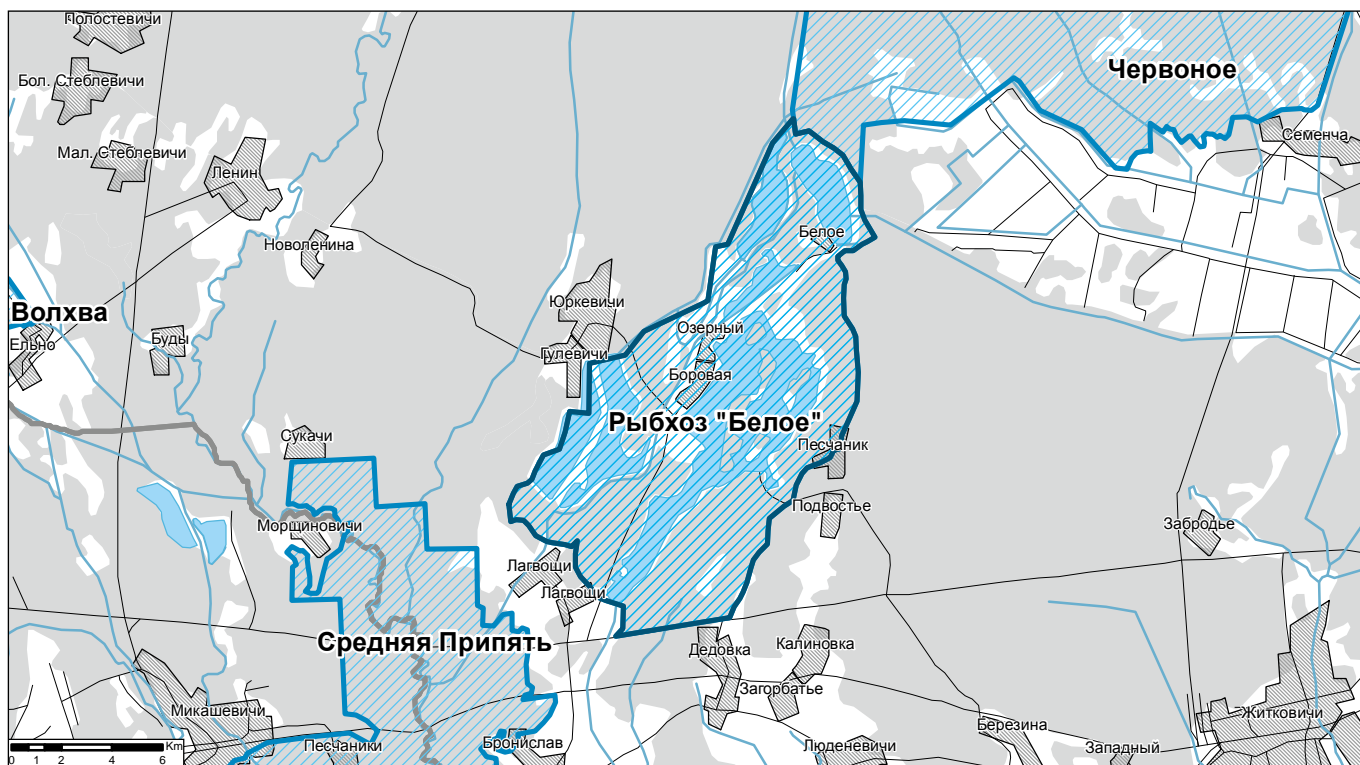 Полостевичи
Бол. Стеблевичи
Червоное
Семенча
Мал. Стеблевичи
Ленин
Белое
Новоленина
Юркевичи
Волхва
Озерный
Ельно
Буды
Гулевичи
Боровая
Рыбхоз "Белое"
Сукачи
Песчаник
Подвостье
Морщиновичи
Забродье
Лагвощи
Лагвощи
Средняя Припять
Дедовка
Калиновка
Загорбатье
Микашевичи
Житковичи
Березина
Песчаники
Бронислав
Люденевичи
Западный
Km
0 1 2 4 6